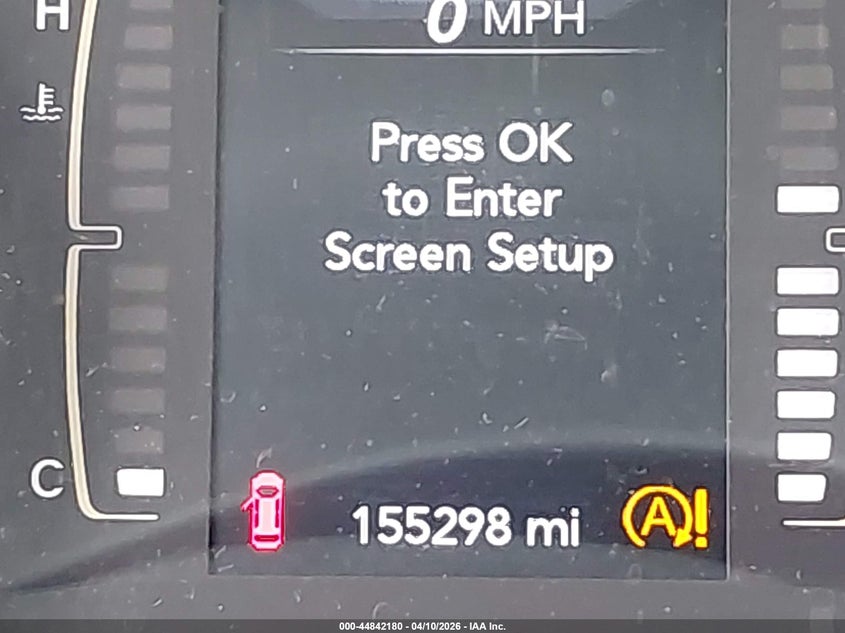 H
0 MPH
Press OK
to Enter
Screen Setup
C
155298 mi
A!
000-44842180 - 04/10/2026 - IAA Inc.